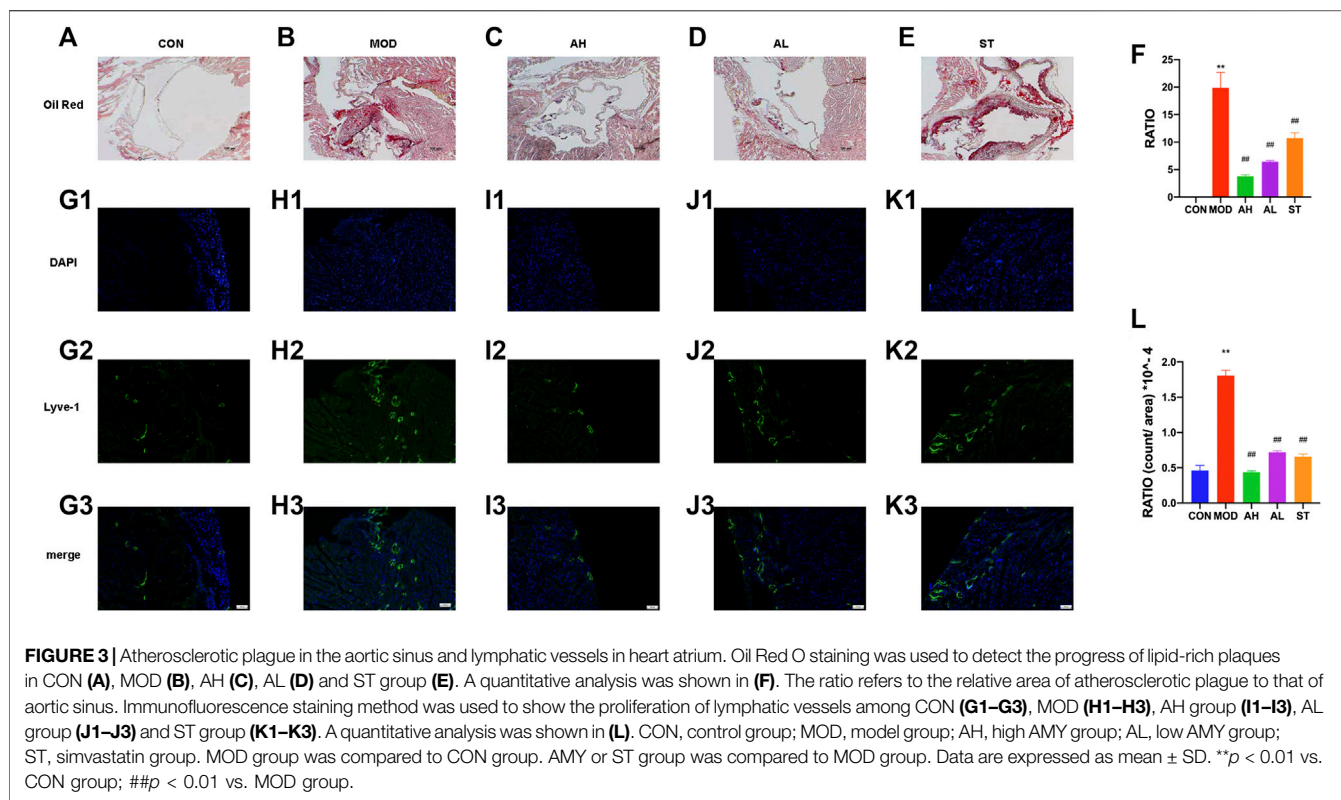 A
CON
B
MOD
C
AH
D
AL
E
ST
Oil Red
F
RATIO
25
20
15
10
5
0
**
##
##
##
CON MOD AH AL ST
G1
H1
I1
J1
K1
DAPI
G2
H2
I2
J2
K2
Lyve-1
L
RATIO (count/ area) *10^- 4
2.0
1.5
1.0
0.5
0.0
**
##
##
##
CON MOD AH AL ST
G3
H3
I3
J3
K3
merge
FIGURE 3 | Atherosclerotic plague in the aortic sinus and lymphatic vessels in heart atrium. Oil Red O staining was used to detect the progress of lipid-rich plaques
in CON (A), MOD (B), AH (C), AL (D) and ST group (E). A quantitative analysis was shown in (F). The ratio refers to the relative area of atherosclerotic plague to that of
aortic sinus. Immunofluorescence staining method was used to show the proliferation of lymphatic vessels among CON (G1–G3), MOD (H1–H3), AH group (I1–I3), AL
group (J1–J3) and ST group (K1–K3). A quantitative analysis was shown in (L). CON, control group; MOD, model group; AH, high AMY group; AL, low AMY group;
ST, simvastatin group. MOD group was compared to CON group. AMY or ST group was compared to MOD group. Data are expressed as mean ± SD. **p < 0.01 vs.
CON group; ##p < 0.01 vs. MOD group.